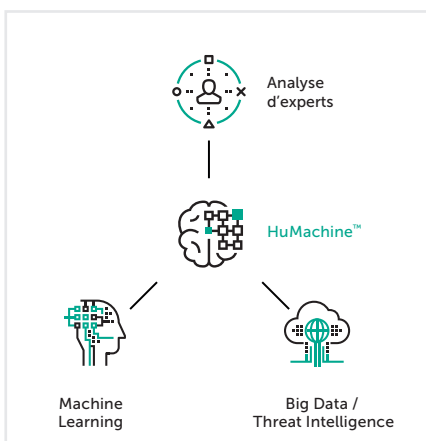 Analyse
d'experts
HuMachine™
Machine
Learning
Big Data /
Threat Intelligence